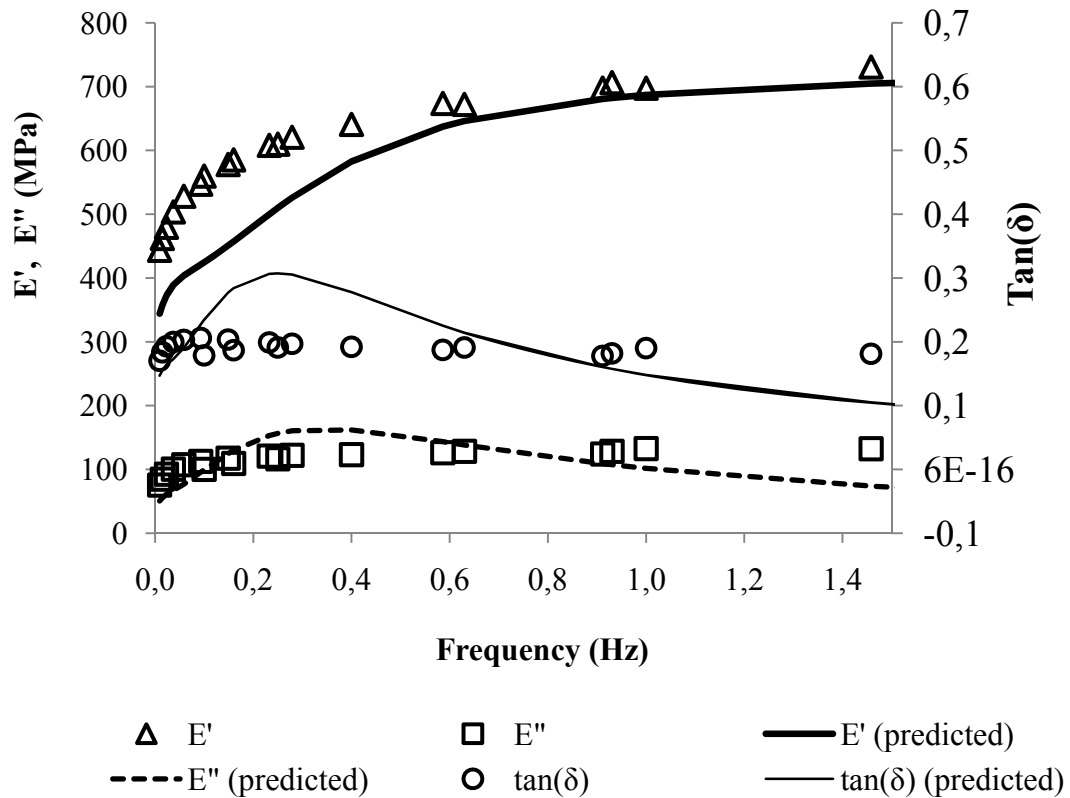 800
700
600
500
400
300
200
100
0
E', E" (MPa)
0,7
0,6
0,5
0,4
0,3
0,2
0,1
6E-16
-0,1
Tan(δ)
0,0 0,2 0,4 0,6 0,8 1,0 1,2 1,4
Frequency (Hz)
E' E" E' (predicted)
E" (predicted) tan(δ) tan(δ) (predicted)